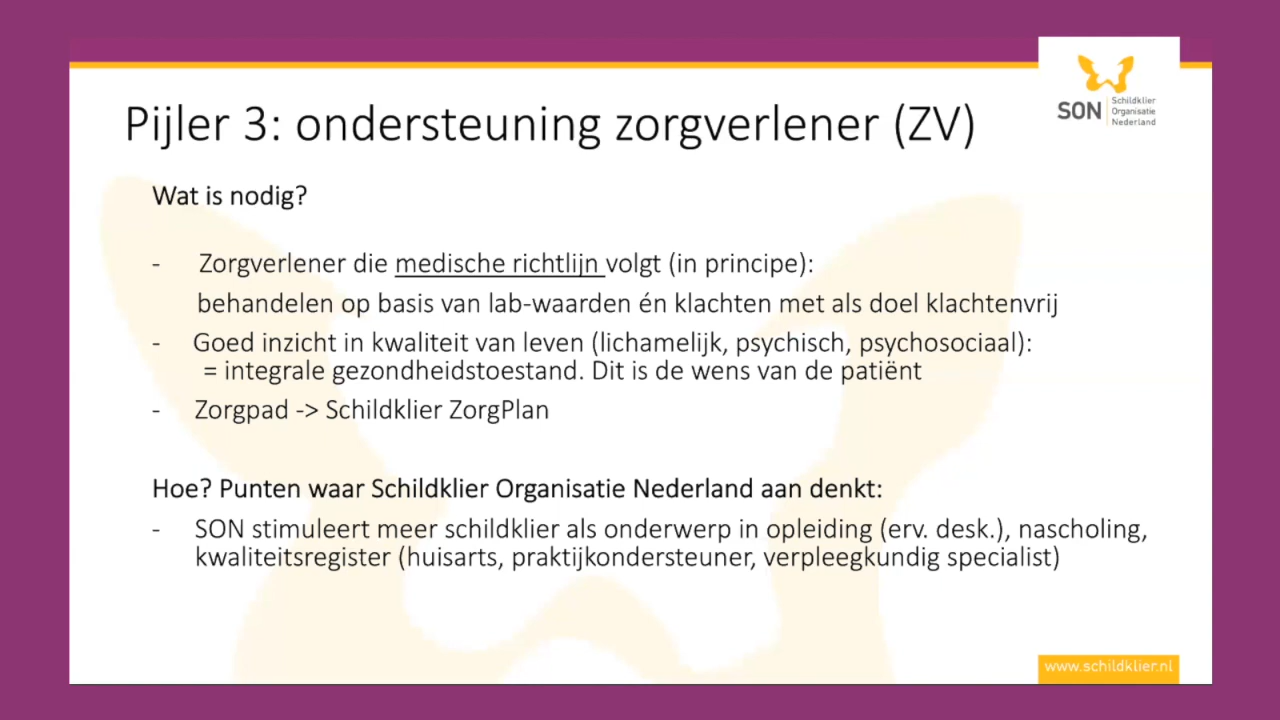 SON
Schildklier
Organisatie
Nederland
Pijler 3: ondersteuning zorgverlener (ZV)
Wat is nodig?
- Zorgverlener die medische richtlijn volgt (in principe):
behandelen op basis van lab-waarden én klachten met als doel klachtenvrij
- Goed inzicht in kwaliteit van leven (lichamelijk, psychisch, psychosociaal):
= integrale gezondheidstoestand. Dit is de wens van de patiënt
- Zorgpad -> Schildklier ZorgPlan
Hoe? Punten waar Schildklier Organisatie Nederland aan denkt:
- SON stimuleert meer schildklier als onderwerp in opleiding (erv. desk.), nascholing,
kwaliteitsregister (huisarts, praktijkondersteuner, verpleegkundig specialist)
www.schildklier.nl